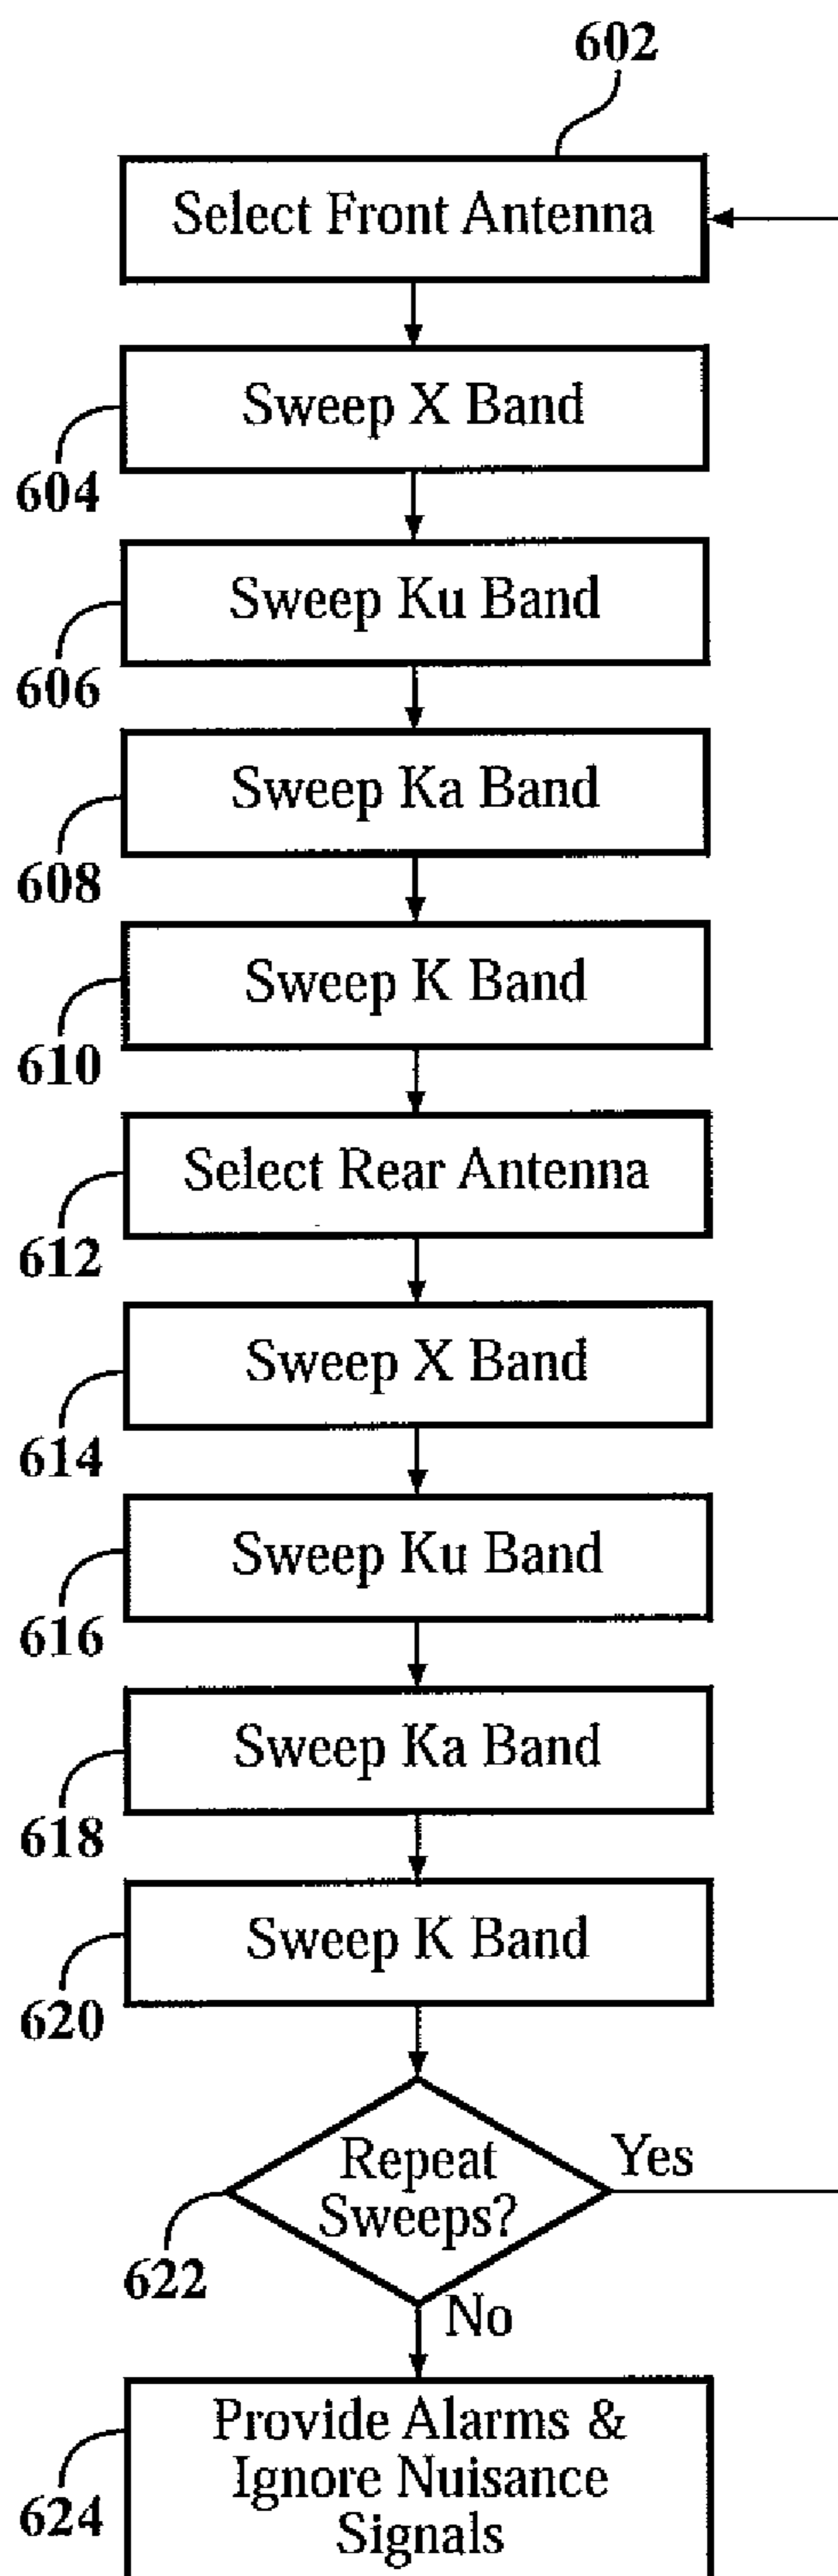 602
Select Front Antenna
Sweep X Band
604
Sweep Ku Band
606
Sweep Ka Band
608
Sweep K Band
610
Select Rear Antenna
612
Sweep X Band
614
Sweep Ku Band
616
Sweep Ka Band
618
Sweep K Band
620
Repeat
Sweeps?
Yes
622
No
Provide Alarms &
Ignore Nuisance
Signals
624